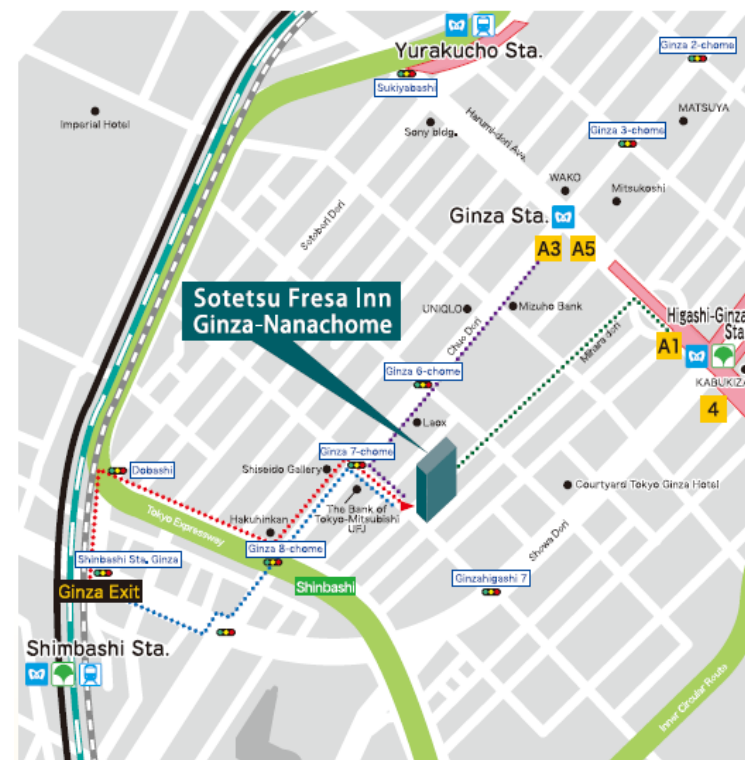 Yurakucho Sta.
Ginza 2-chome
Sukiyabashi
MATSUYA
Imperial Hotel
Sony bldg.
Harumi-dori Ave.
Ginza 3-chome
WAKO
Mitsukoshi
Ginza Sta.
Sotobori Dori
A3 A5
Sotetsu Fresa Inn
Ginza-Nanachome
UNIQLO
Mizuho Bank
Higashi-Ginza
Sta.
Chuo Dori
Mihara dori
A1
Ginza 6-chome
KABUKIZA
4
Laox
Ginza 7-chome
Dobashi
Shiseido Gallery
Courtyard Tokyo Ginza Hotel
The Bank of
Tokyo-Mitsubishi
UFJ
Tokyo Expressway
Hakuhinkan
Showa Dori
Ginza 8-chome
Shinbashi Sta. Ginza
Ginza Exit
Shinbashi
Ginzahigashi 7
Shimbashi Sta.
Inner Circular Route